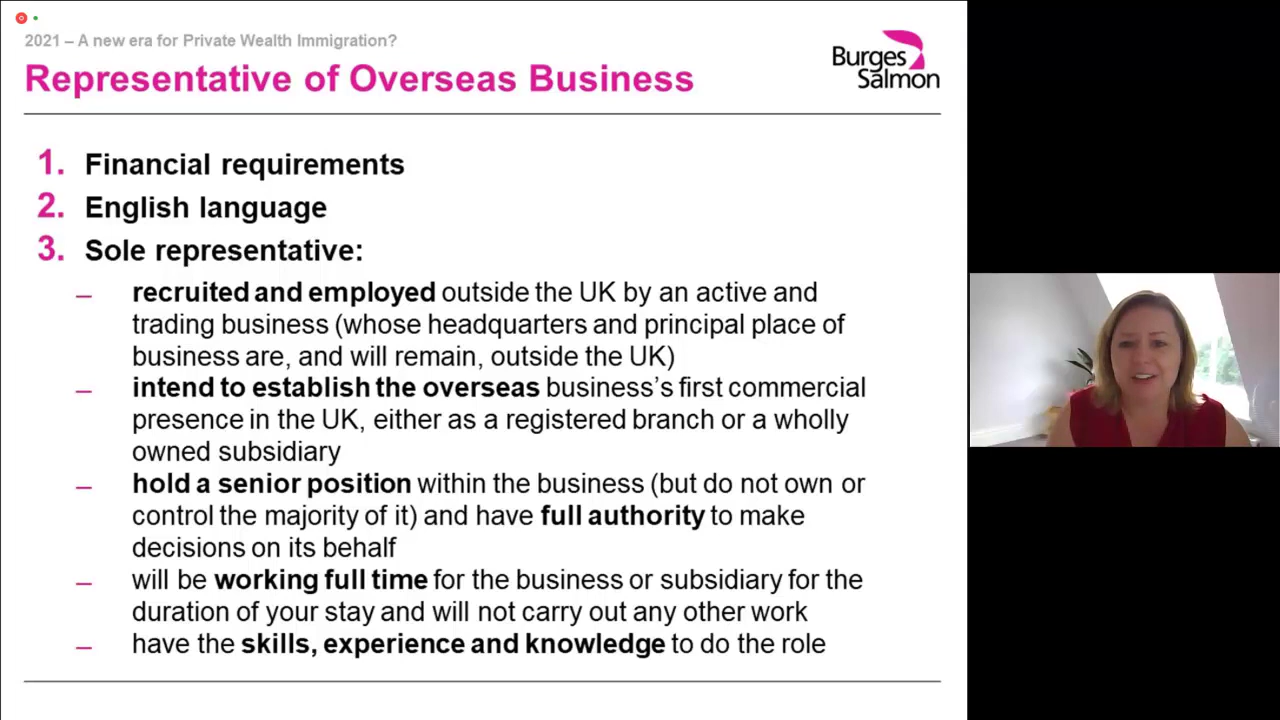 2021 – A new era for Private Wealth Immigration?
Representative of Overseas Business
Burges
Salmon
1. Financial requirements
2. English language
3. Sole representative:
– recruited and employed outside the UK by an active and
trading business (whose headquarters and principal place of
business are, and will remain, outside the UK)
– intend to establish the overseas business’s first commercial
presence in the UK, either as a registered branch or a wholly
owned subsidiary
– hold a senior position within the business (but do not own or
control the majority of it) and have full authority to make
decisions on its behalf
– will be working full time for the business or subsidiary for the
duration of your stay and will not carry out any other work
– have the skills, experience and knowledge to do the role